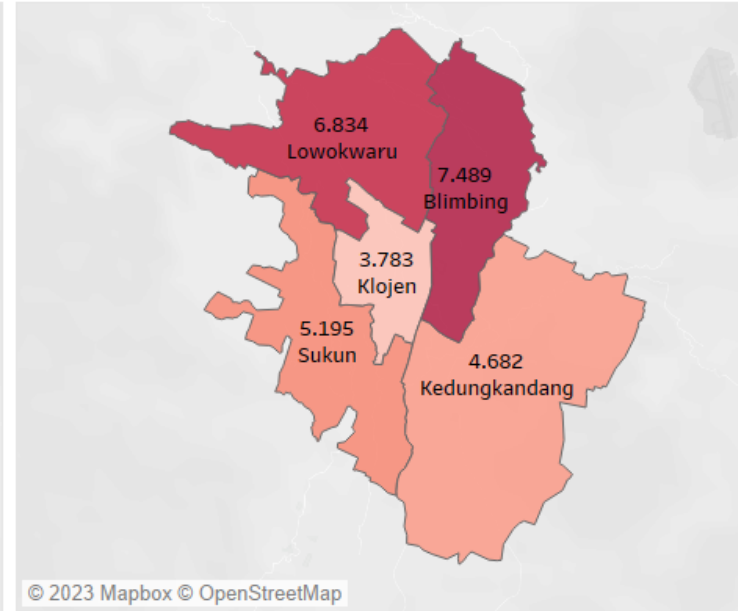 6.834
Lowokwaru
7.489
Blimbing
3.783
Klojen
5.195
Sukun
4.682
Kedungkandang
© 2023 Mapbox © OpenStreetMap